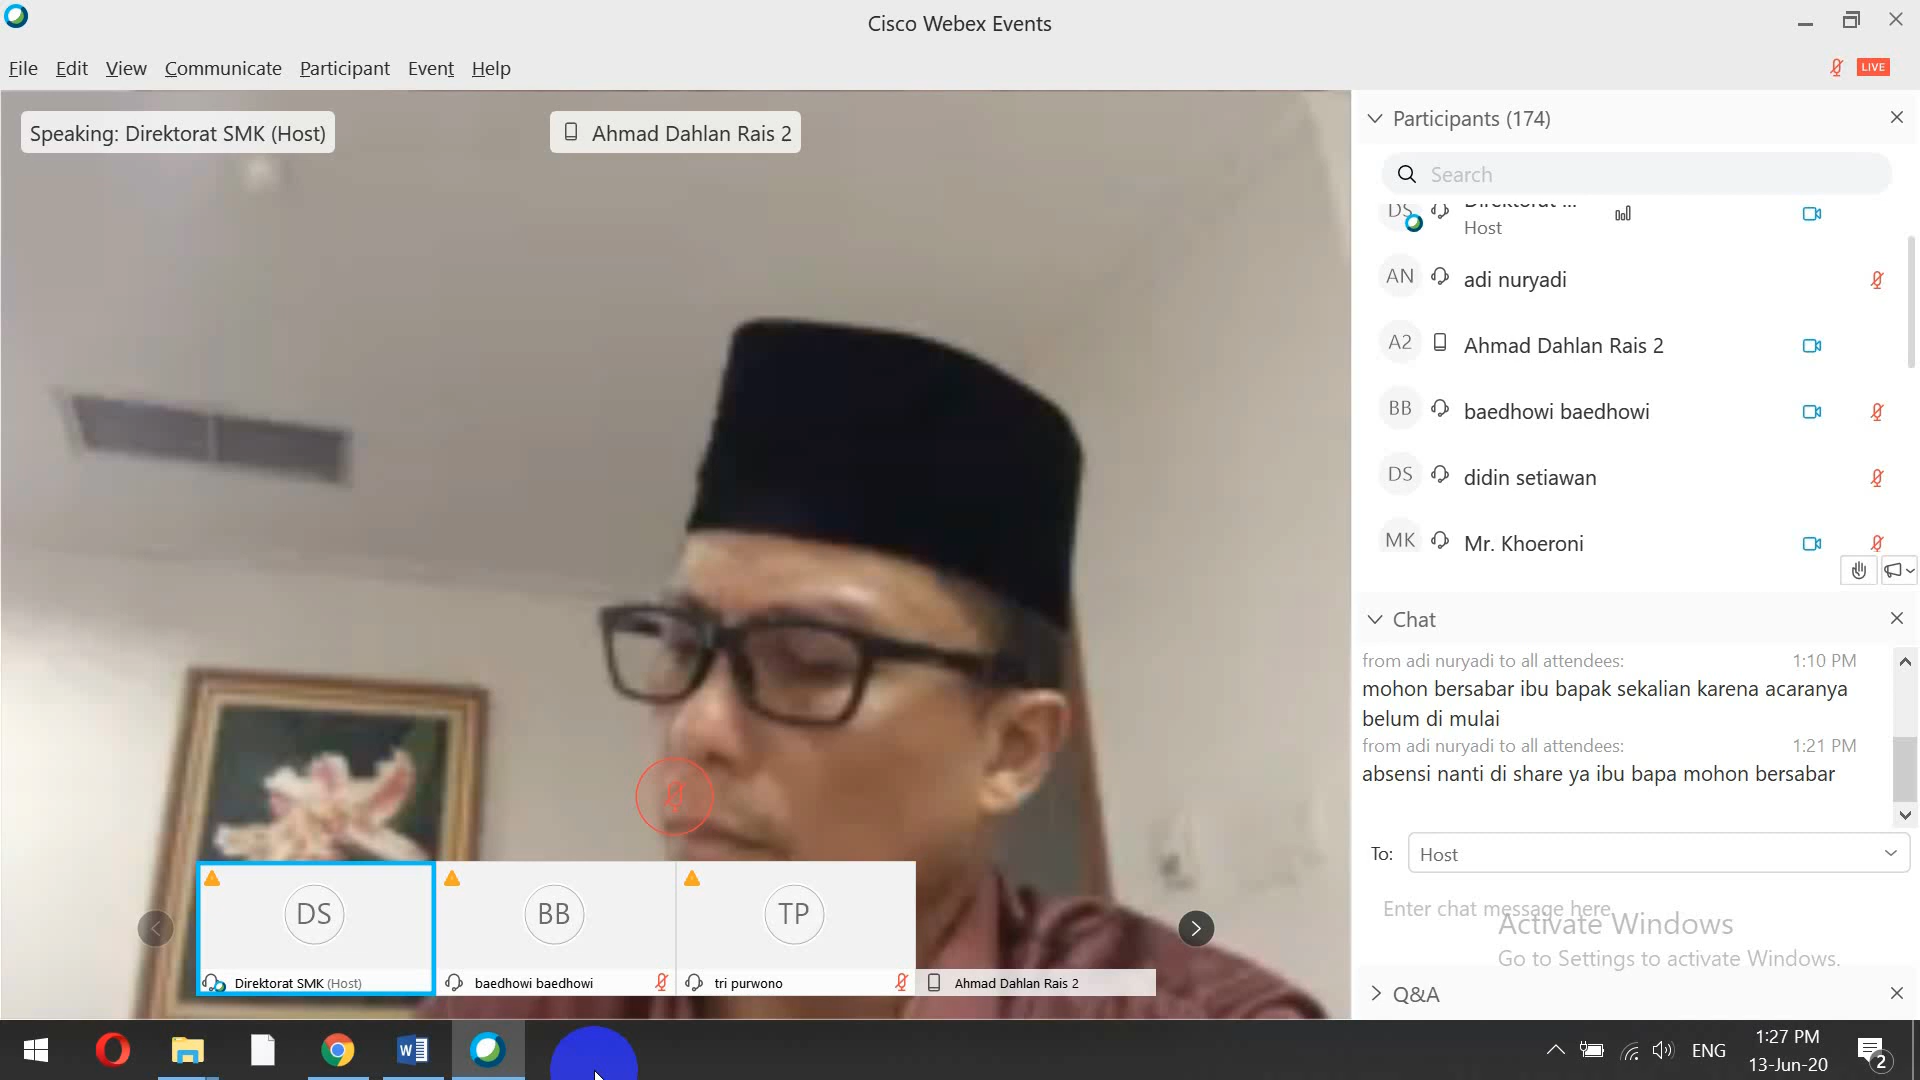 Cisco Webex Events
File Edit View Communicate Participant Event Help
LIVE
Speaking: Direktorat SMK (Host)
Ahmad Dahlan Rais 2
DS
Direktorat SMK (Host)
BB
baedhowi baedhowi
TP
tri purwono
Ahmad Dahlan Rais 2
Participants (174)
Search
DS Direktorat ...
Host
AN adi nuryadi
A2 Ahmad Dahlan Rais 2
BB baedhowi baedhowi
DS didin setiawan
MK Mr. Khoeroni
Chat
from adi nuryadi to all attendees: 1:10 PM
mohon bersabar ibu bapak sekalian karena acaranya
belum di mulai
from adi nuryadi to all attendees: 1:21 PM
absensi nanti di share ya ibu bapa mohon bersabar
To: Host
Enter chat message here
Activate Windows
Go to Settings to activate Windows.
Q&A
ENG
1:27 PM
13-Jun-20
2